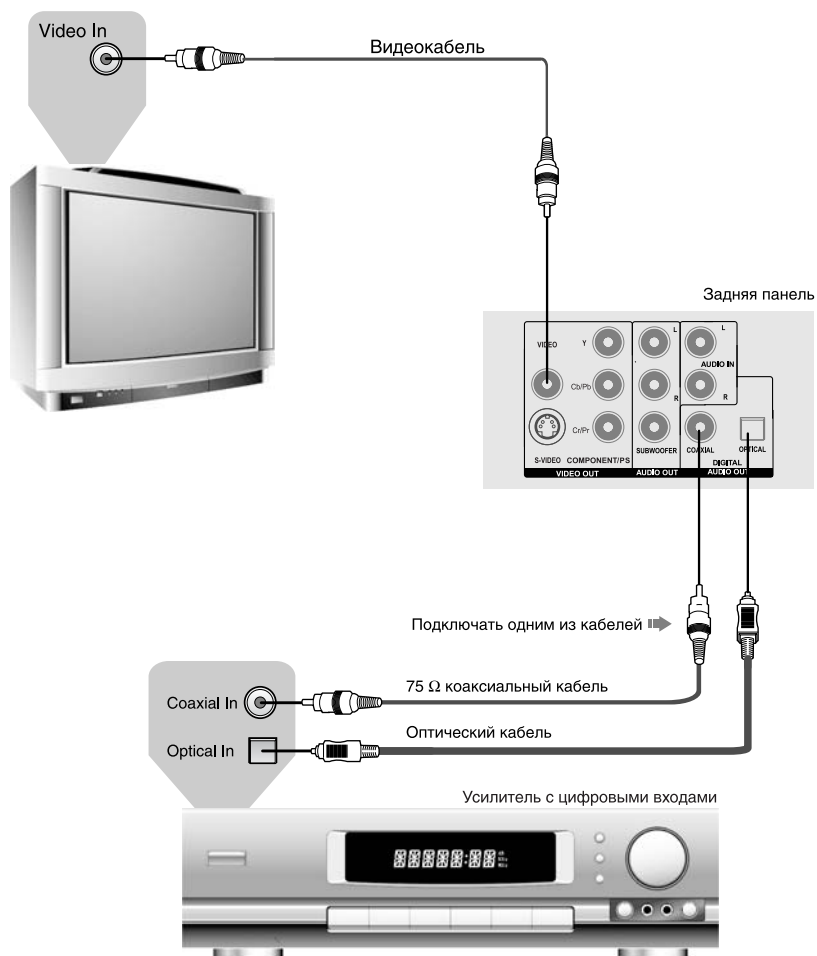 Video In
Видеокабель
Задняя панель
VIDEO
Y
L
L
AUDIO IN
Cb/Pb
R
R
Cr/Pr
S-VIDEO
COMPONENT/PS
SUBWOOFER
COAXIAL
OPTICAL
DIGITAL
VIDEO OUT
AUDIO OUT
AUDIO OUT
Подключать одним из кабелей
75 Ω коаксиальный кабель
Coaxial In
Оптический кабель
Optical In
Усилитель с цифровыми входами